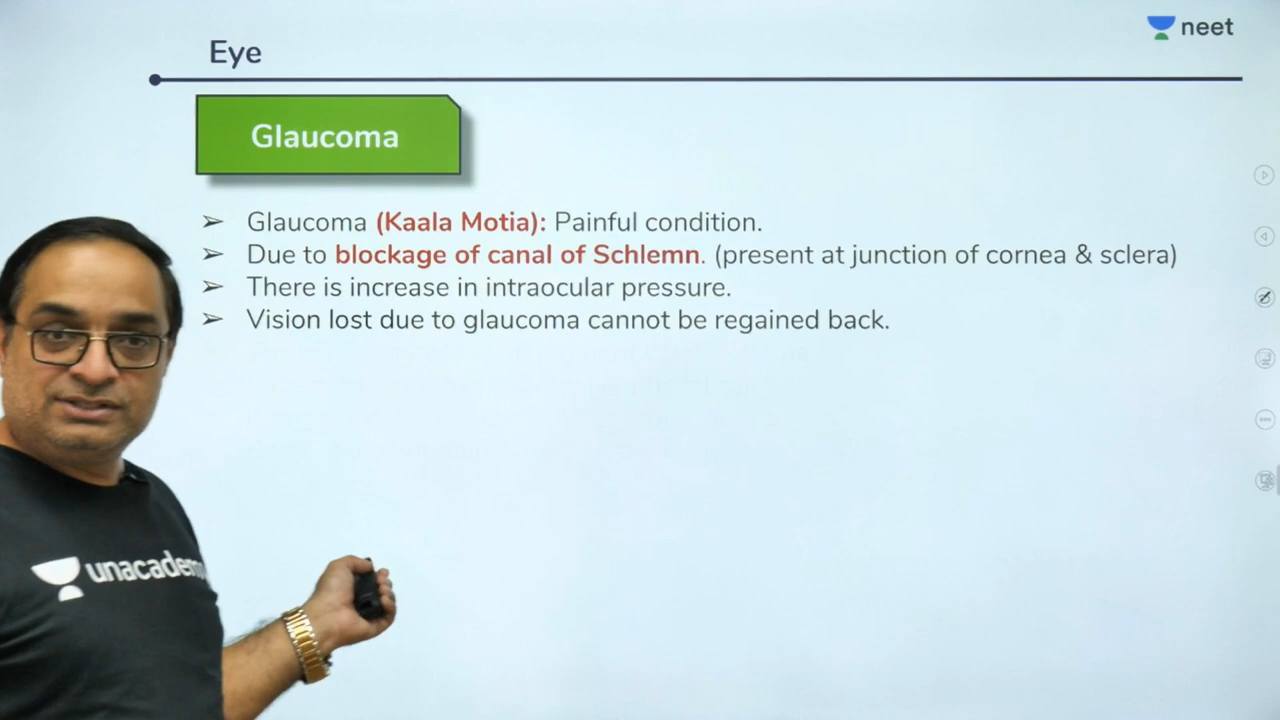 neet
Eye
Glaucoma
➢ Glaucoma (Kaala Motia): Painful condition.
➢ Due to blockage of canal of Schlemn. (present at junction of cornea & sclera)
➢ There is increase in intraocular pressure.
➢ Vision lost due to glaucoma cannot be regained back.
unacadem